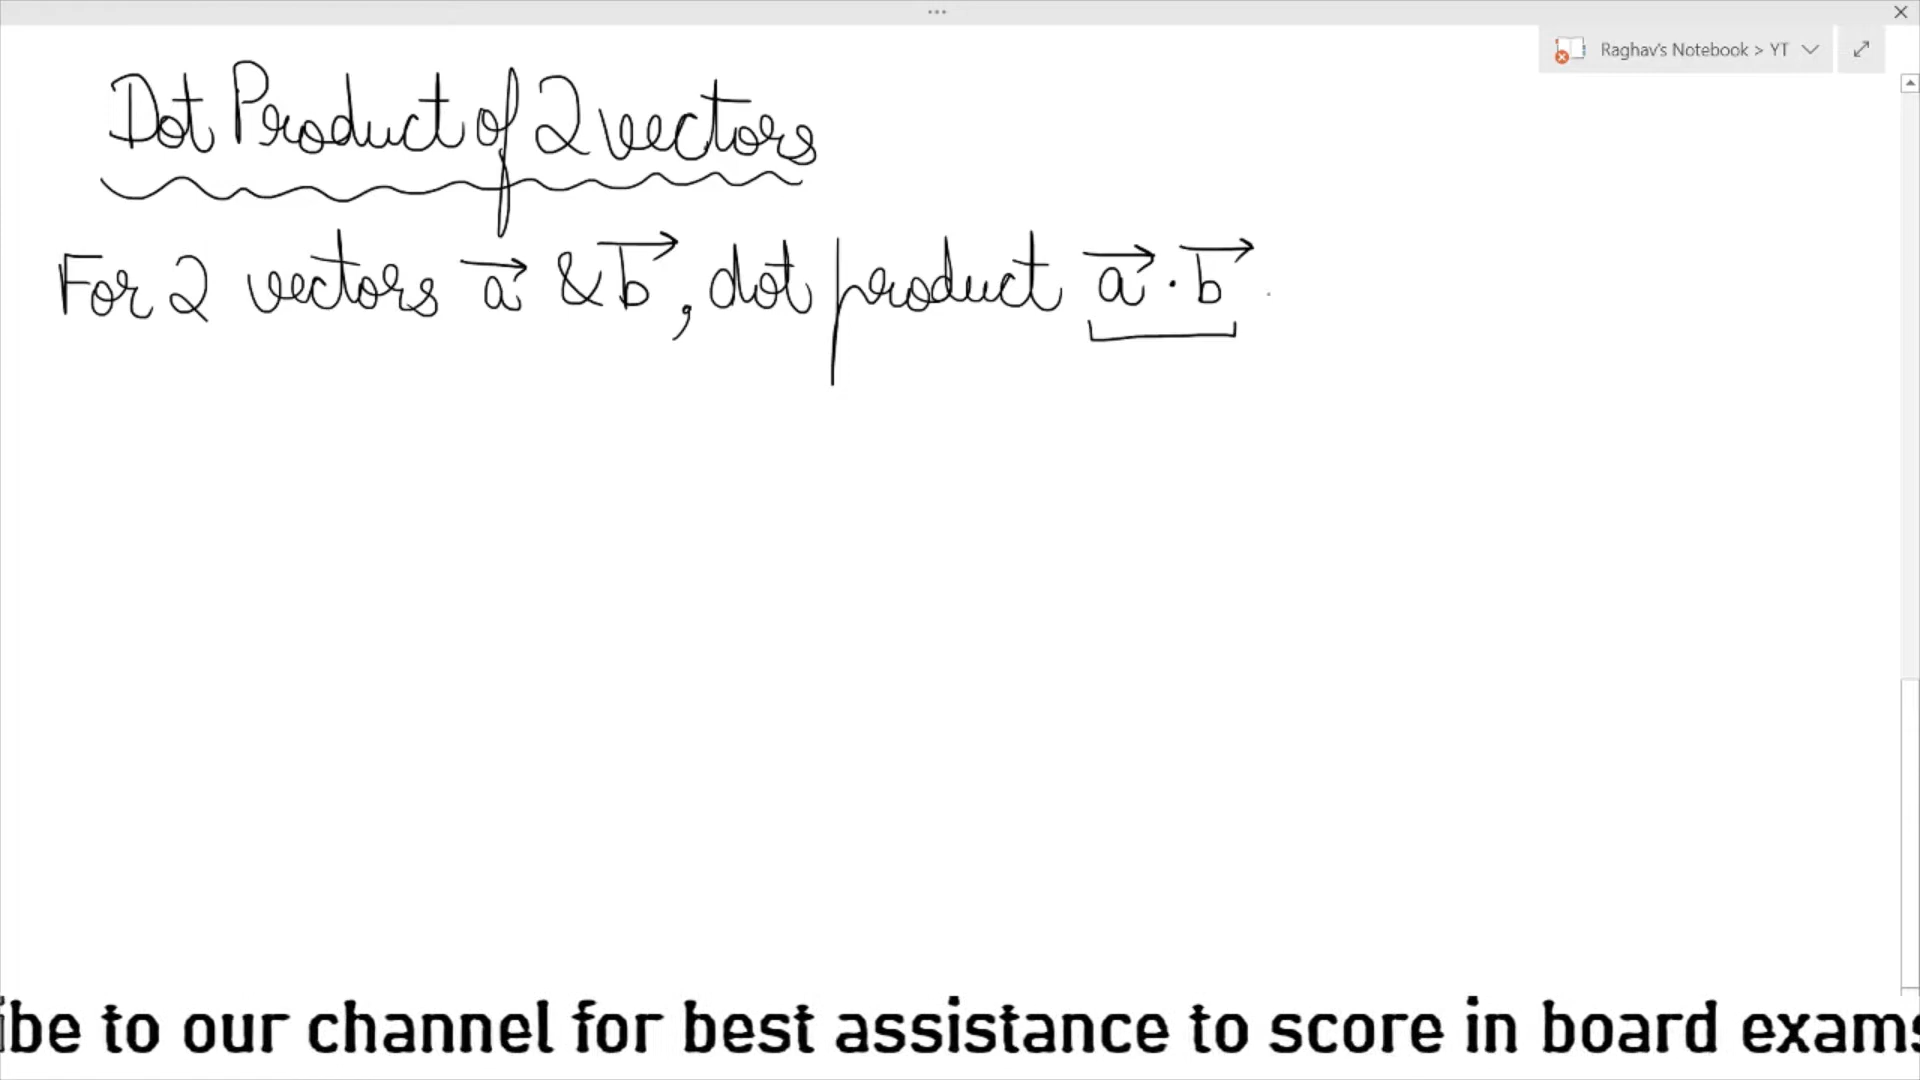 Raghav's Notebook > YT
Dot Product of 2 vectors
For 2 vectors a⃗ & b⃗, dot product a⃗ · b⃗
ibe to our channel for best assistance to score in board exams